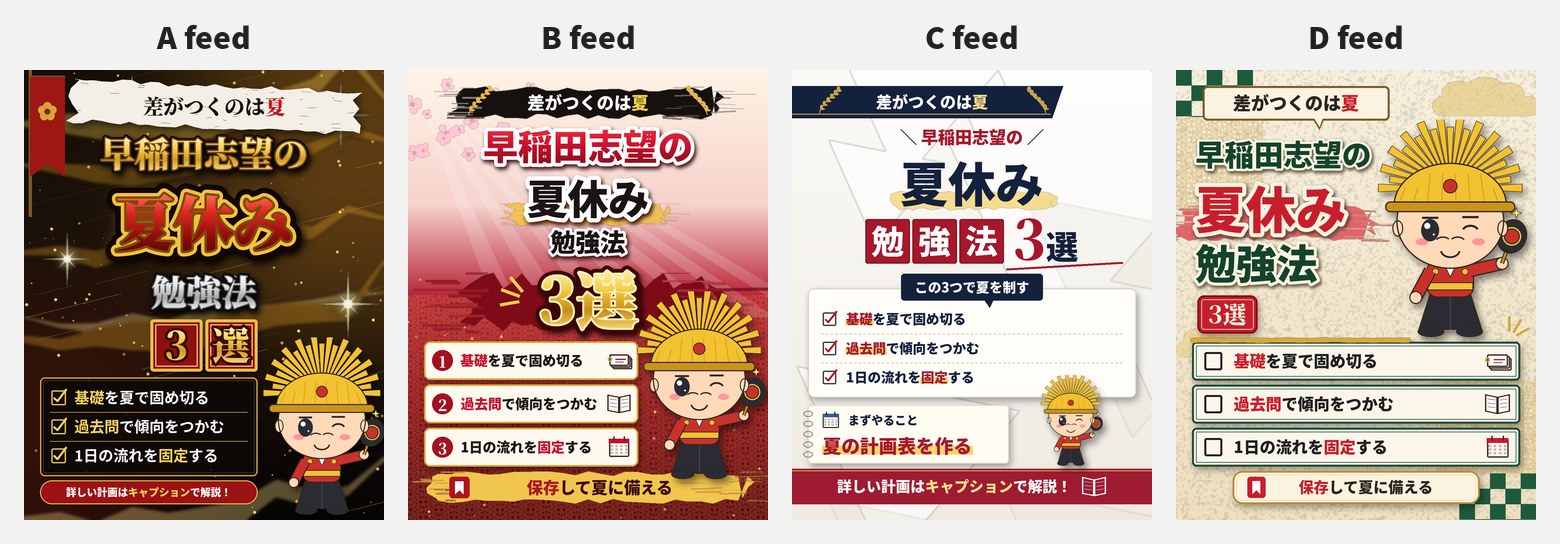 A feed
差がつくのは夏
早稲田志望の
夏休み
勉強法
3選
基礎を夏で固め切る
過去問で傾向をつかむ
1日の流れを固定する
詳しい計画はキャプションで解説！
B feed
差がつくのは夏
早稲田志望の
夏休み
勉強法
3選
1 基礎を夏で固め切る
2 過去問で傾向をつかむ
3 1日の流れを固定する
保存して夏に備える
C feed
差がつくのは夏
早稲田志望の
夏休み
勉強法3選
この3つで夏を制す
基礎を夏で固め切る
過去問で傾向をつかむ
1日の流れを固定する
まずやること
夏の計画表を作る
詳しい計画はキャプションで解説！
D feed
差がつくのは夏
早稲田志望の
夏休み
勉強法
3選
基礎を夏で固め切る
過去問で傾向をつかむ
1日の流れを固定する
保存して夏に備える